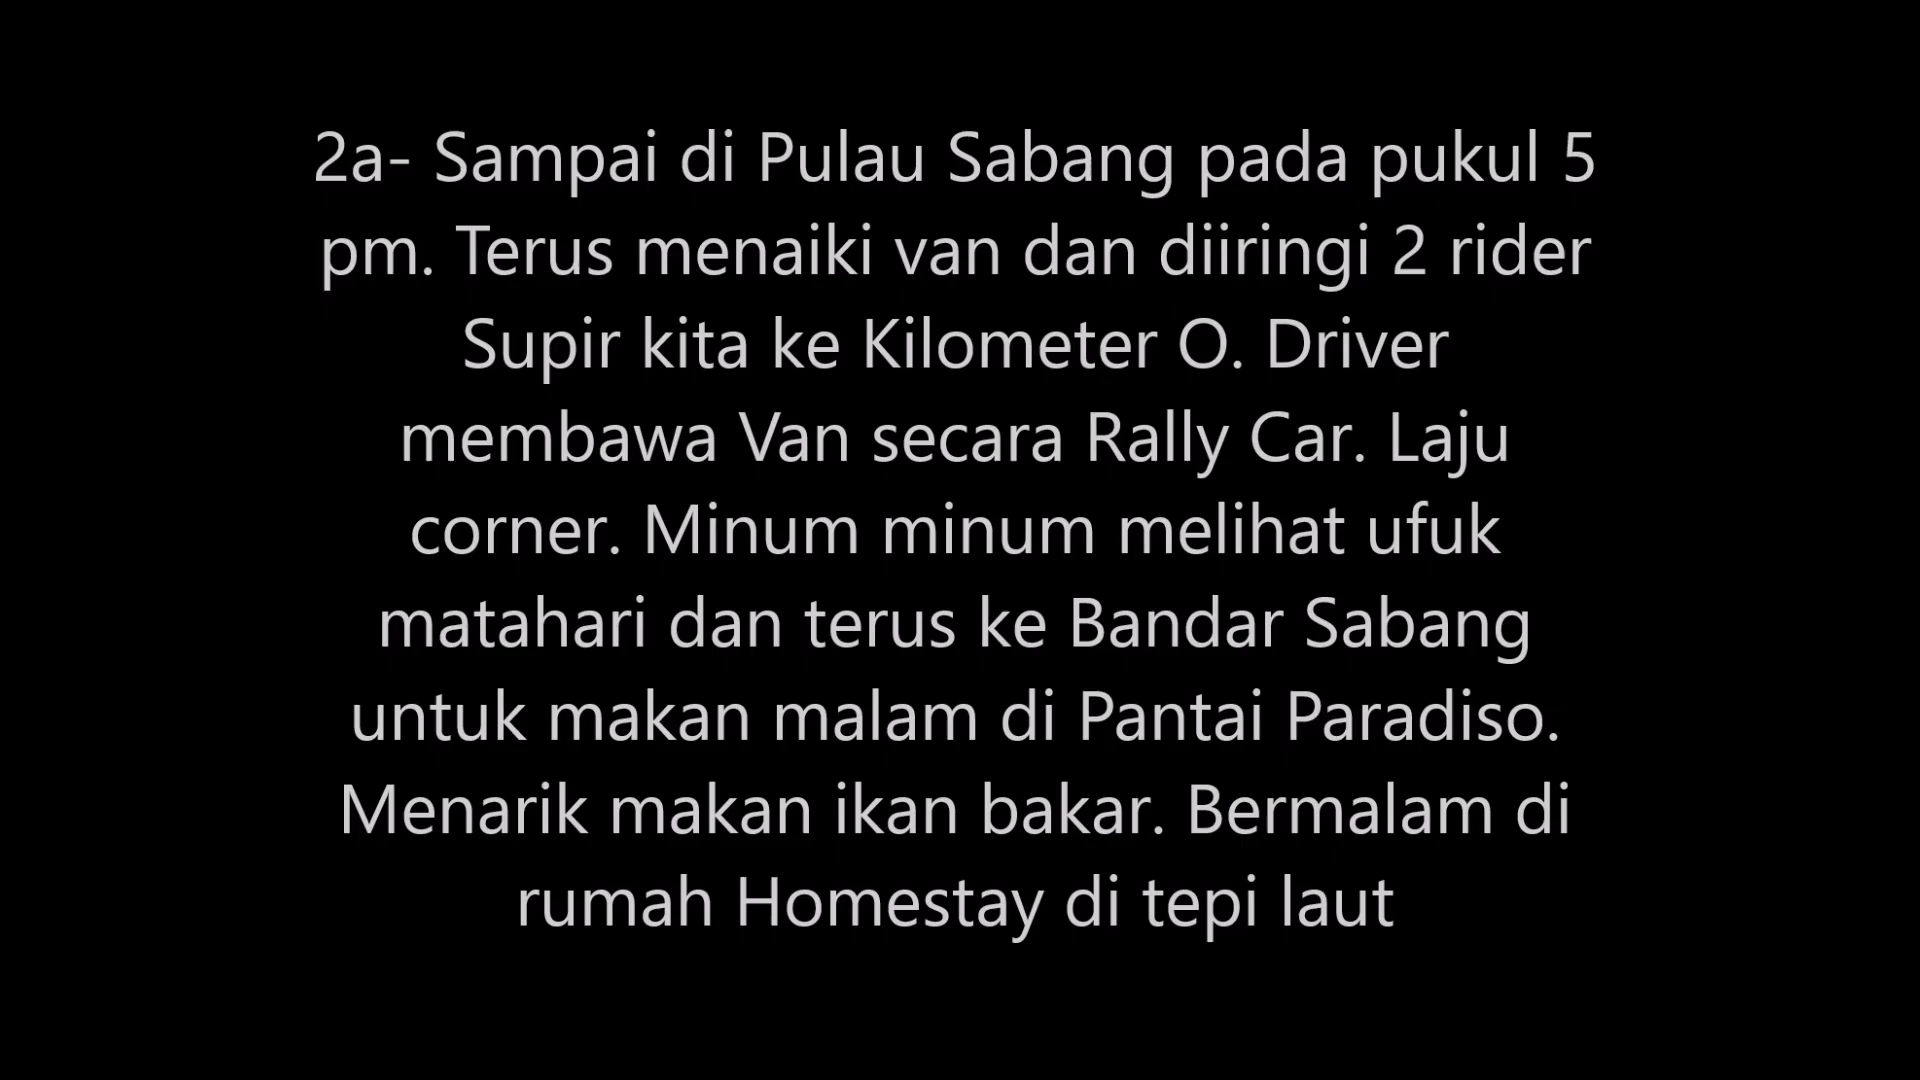 2a- Sampai di Pulau Sabang pada pukul 5
pm. Terus menaiki van dan diiringi 2 rider
Supir kita ke Kilometer O. Driver
membawa Van secara Rally Car. Laju
corner. Minum minum melihat ufuk
matahari dan terus ke Bandar Sabang
untuk makan malam di Pantai Paradiso.
Menarik makan ikan bakar. Bermalam di
rumah Homestay di tepi laut